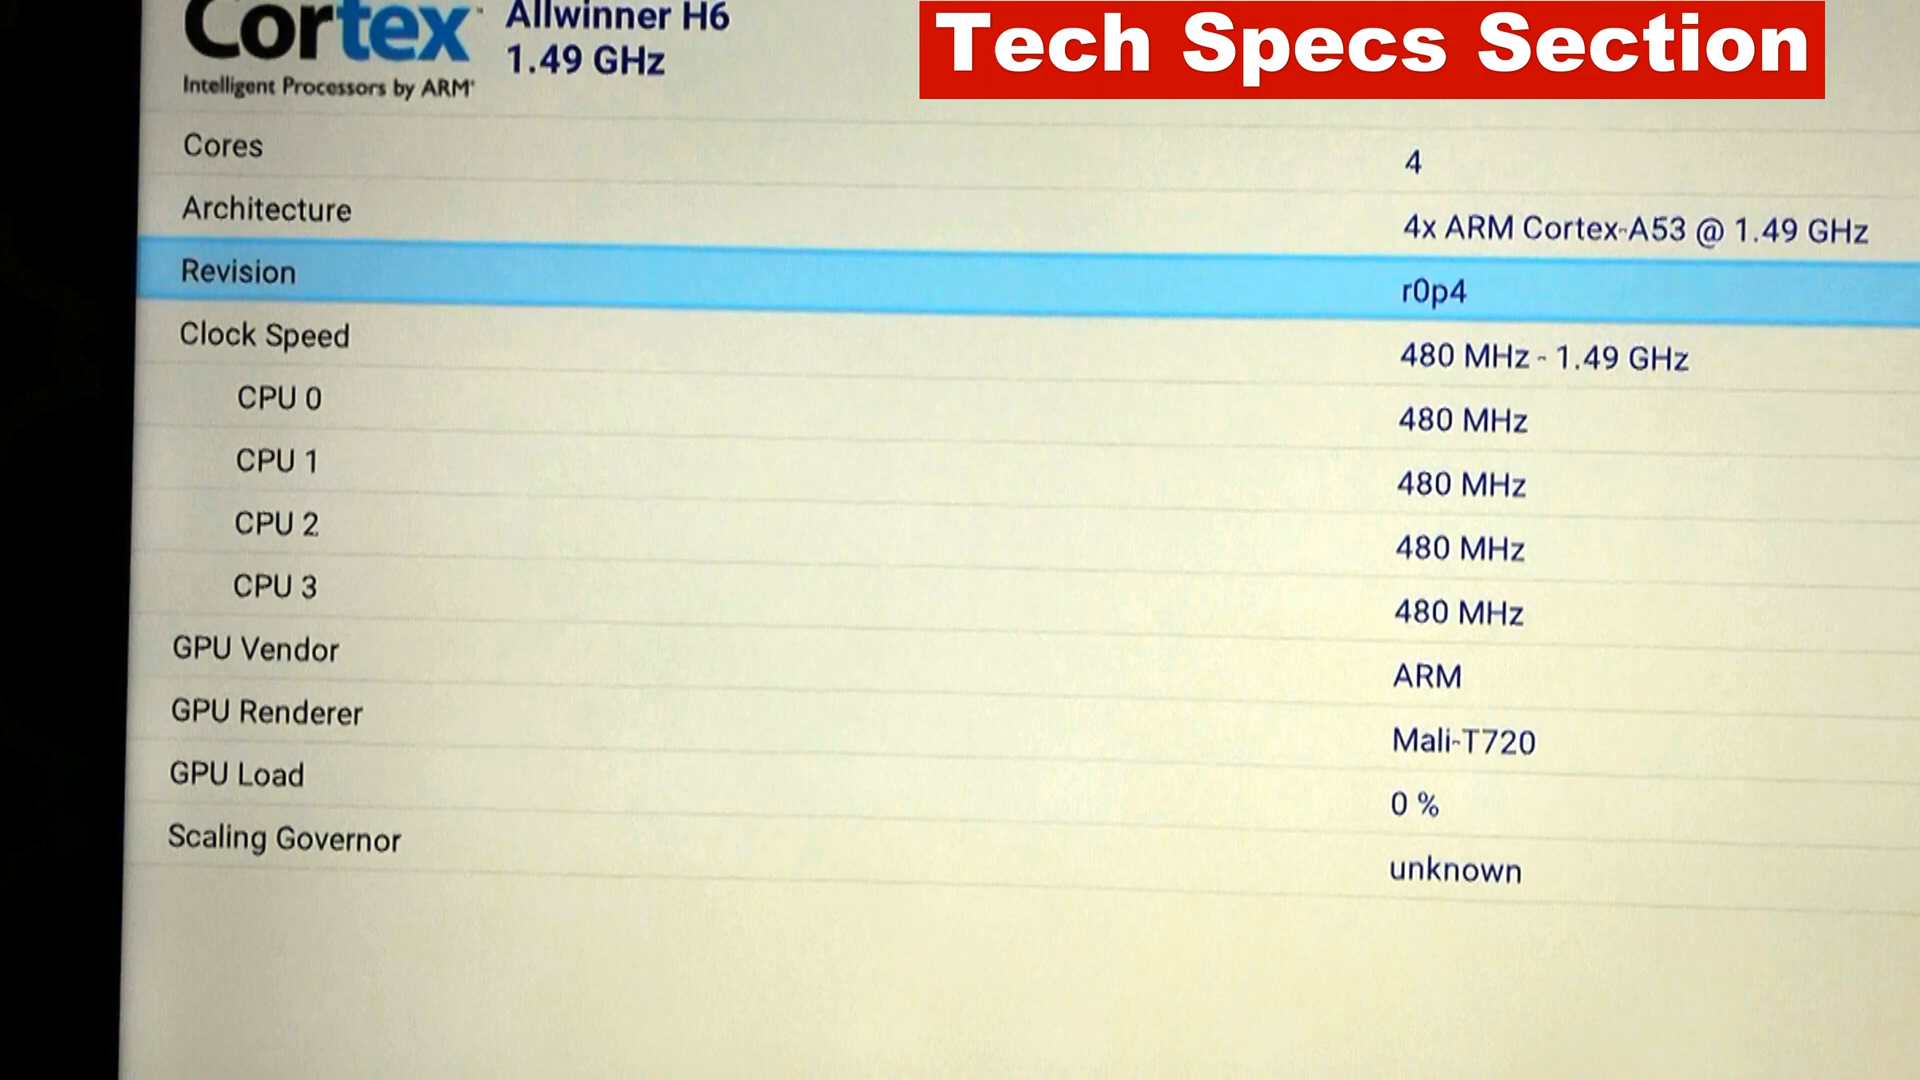 Cortex™ Allwinner H6
1.49 GHz
Intelligent Processors by ARM®
Tech Specs Section
Cores 4
Architecture 4x ARM Cortex-A53 @ 1.49 GHz
Revision r0p4
Clock Speed 480 MHz - 1.49 GHz
CPU 0 480 MHz
CPU 1 480 MHz
CPU 2 480 MHz
CPU 3 480 MHz
GPU Vendor ARM
GPU Renderer Mali-T720
GPU Load 0 %
Scaling Governor unknown